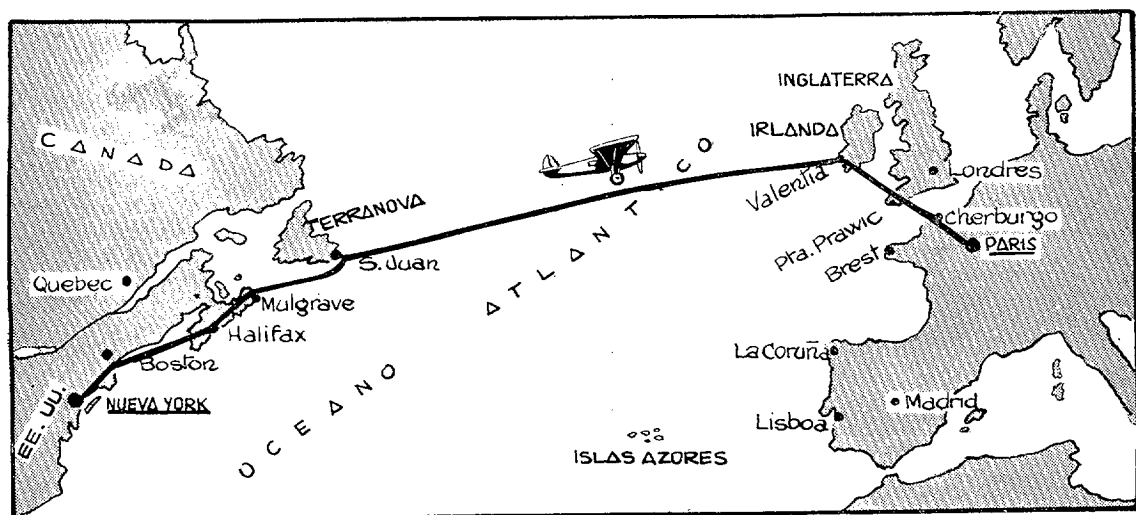 CANADA
TERRANOVA
S. Juan
Quebec
Mulgrave
Halifax
Boston
EE. UU.
NUEVA YORK
OCEANO ATLANTICO
INGLATERRA
IRLANDA
Londres
Valentia
Cherburgo
Pta. Prawic
PARIS
Brest
La Coruña
Madrid
Lisboa
ISLAS AZORES